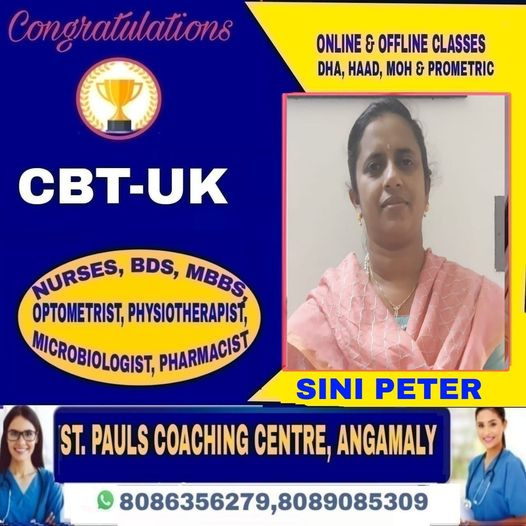 Congratulations
ONLINE & OFFLINE CLASSES
DHA, HAAD, MOH & PROMETRIC
CBT-UK
NURSES, BDS, MBBS,
OPTOMETRIST, PHYSIOTHERAPIST,
MICROBIOLOGIST, PHARMACIST
SINI PETER
ST. PAULS COACHING CENTRE, ANGAMALY
8086356279,8089085309